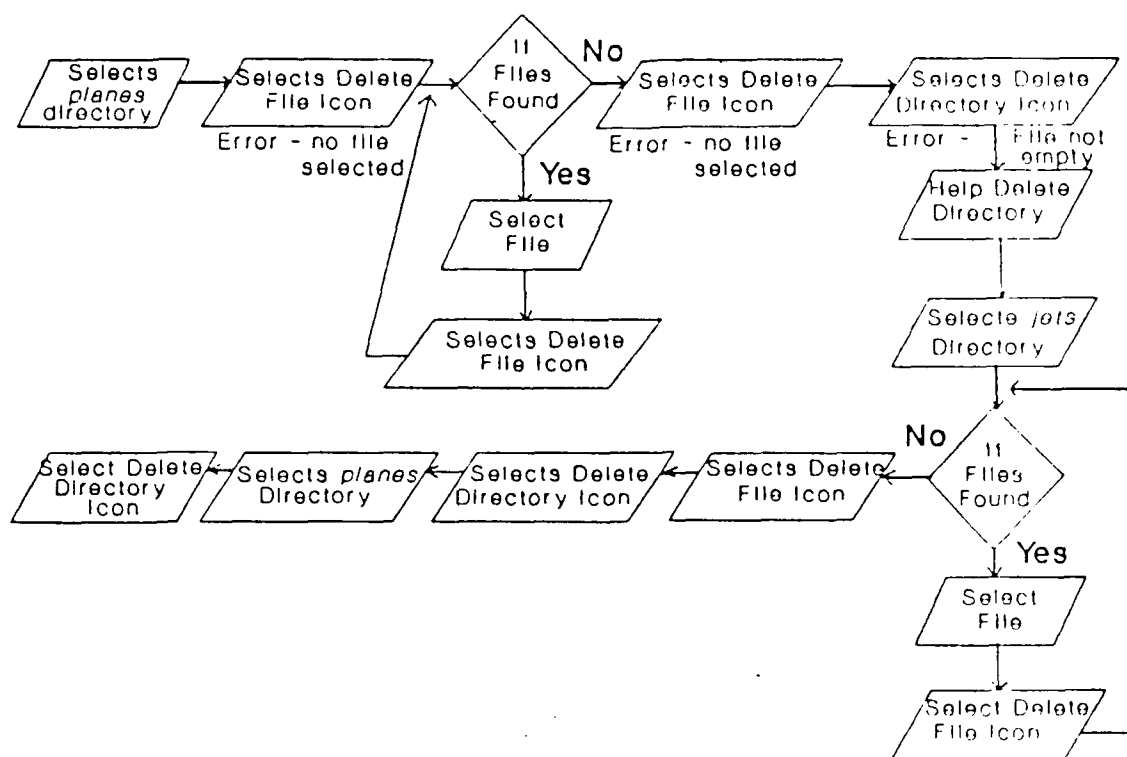 Selects
planes
directory
Selects Delete
File Icon
Error - no file
selected
If
Files
Found
No
Yes
Select
File
Selects Delete
File Icon
Selects Delete
File Icon
Error - no file
selected
Selects Delete
Directory Icon
Error - File not
empty
Help Delete
Directory
Selecte jets
Directory
If
Files
Found
No
Yes
Select
File
Select Delete
File Icon
Selects Delete
File Icon
Selects Delete
Directory Icon
Selects planes
Directory
Select Delete
Directory
Icon